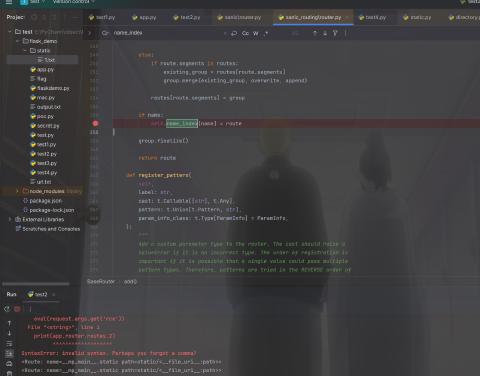 test
Version control
Project
test1.py
app.py
test2.py
sanic\router.py
sanic_routing\router.py
test4.py
static.py
directory.p
name_index
Cc
W
.*
test
flask_demo
static
1.txt
app.py
flag
flaskdemo.py
mac.py
output.txt
poc.py
secret.py
test.py
test1.py
test2.py
test3.py
test4.py
url.txt
node_modules library
package.json
package-lock.json
External Libraries
Scratches and Consoles
else:
if route.segments in routes:
existing_group = routes[route.segments]
existing_group.merge(
group.merge(existing_group, overwrite, append)
routes[route.segments] = group
if name:
self.name_index[name] = route
group.finalize()
return route
def register_pattern(
self,
label: str,
cast: t.Callable[[str], t.Any],
pattern: t.Union[t.Pattern, str],
param_info_class: t.Type[ParamInfo] = ParamInfo,
):
"""
Add a custom parameter type to the router. The cast should raise a
ValueError if it is an incorrect type. The order of registration is
important if it is possible that a single value could pass multiple
pattern types. Therefore, patterns are tried in the REVERSE order of
BaseRouter
add()
Run
test2
eval(request.args.get('rce'))
File "<string>", line 1
print(app.router.routes.2)
^^^^^^^^^^^^^^^^^^^
SyntaxError: invalid syntax. Perhaps you forgot a comma?
<Route: name=__mp_main__.static path=static/<__file_uri__:path>>
<Route: name=__mp_main__.static path=static/<__file_uri__:path>>